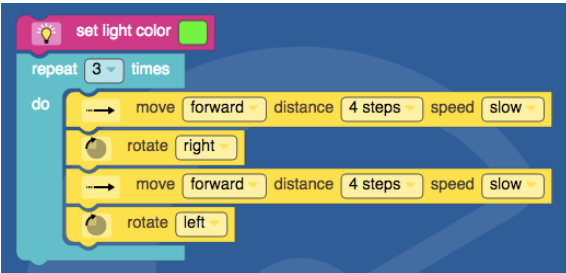 set light color
repeat 3 times
do move forward distance 4 steps speed slow
rotate right
move forward distance 4 steps speed slow
rotate left